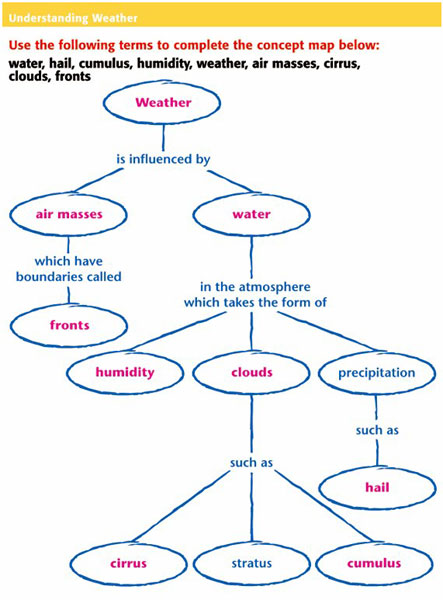 Understanding Weather
Use the following terms to complete the concept map below:
water, hail, cumulus, humidity, weather, air masses, cirrus,
clouds, fronts
Weather
is influenced by
air masses
water
which have
boundaries called
in the atmosphere
which takes the form of
fronts
humidity
clouds
precipitation
such as
such as
hail
cirrus
stratus
cumulus